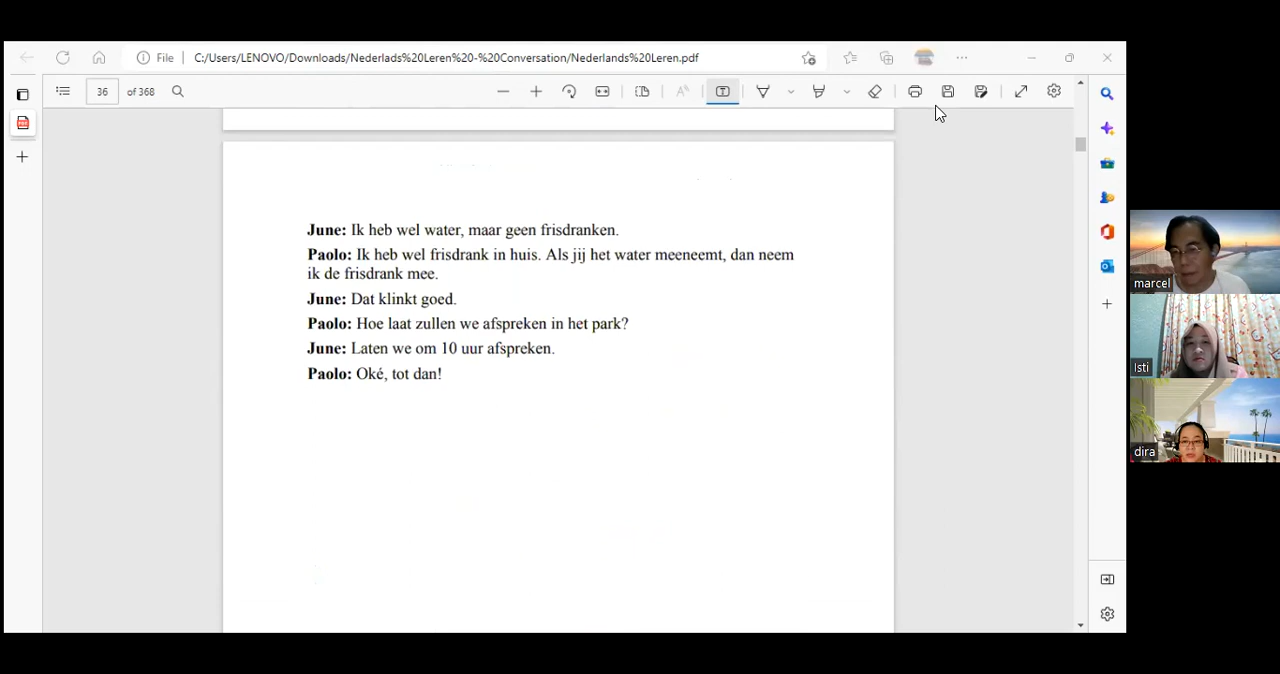 File
C:/Users/LENOVO/Downloads/Nederlads%20Leren%20-%20Conversation/Nederlands%20Leren.pdf
36 of 368
June: Ik heb wel water, maar geen frisdranken.
Paolo: Ik heb wel frisdrank in huis. Als jij het water meeneemt, dan neem
ik de frisdrank mee.
June: Dat klinkt goed.
Paolo: Hoe laat zullen we afspreken in het park?
June: Laten we om 10 uur afspreken.
Paolo: Oké, tot dan!
marcel
Isti
dira